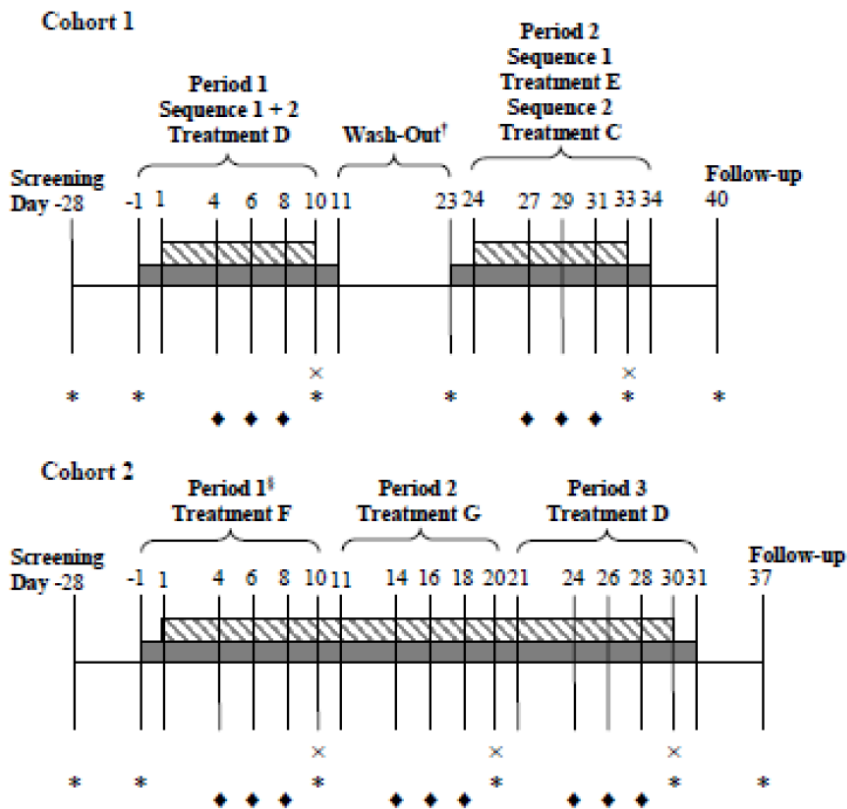 Cohort 1
Period 1
Sequence 1 + 2
Treatment D
Wash-Out†
Period 2
Sequence 1
Treatment E
Sequence 2
Treatment C
Screening
Day -28
-1 1 4 6 8 10 11 23 24 27 29 31 33 34
Follow-up
40
× ×
* * * * * *
♦ ♦ ♦ ♦ ♦ ♦
Cohort 2
Period 1§
Treatment F
Period 2
Treatment G
Period 3
Treatment D
Screening
Day -28
-1 1 4 6 8 10 11 14 16 18 20 21 24 26 28 30 31
Follow-up
37
× × ×
* * * * * *
♦ ♦ ♦ ♦ ♦ ♦ ♦ ♦ ♦